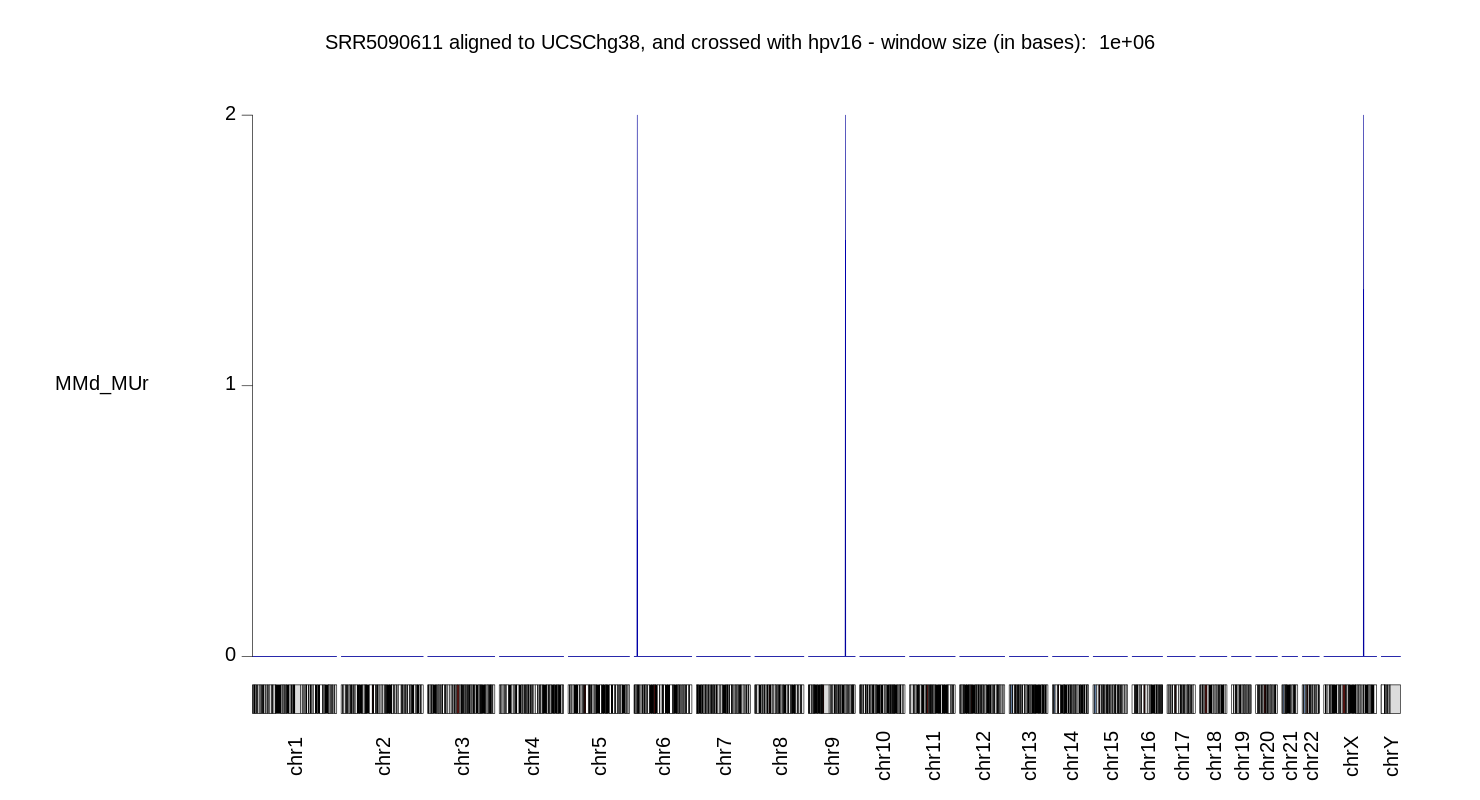 SRR5090611 aligned to UCSChg38, and crossed with hpv16 - window size (in bases):  1e+06
2
MMd_MUr
1
0
chr1
chr2
chr3
chr4
chr5
chr6
chr7
chr8
chr9
chr10
chr11
chr12
chr13
chr14
chr15
chr16
chr17
chr18
chr19
chr20
chr21
chr22
chrX
chrY